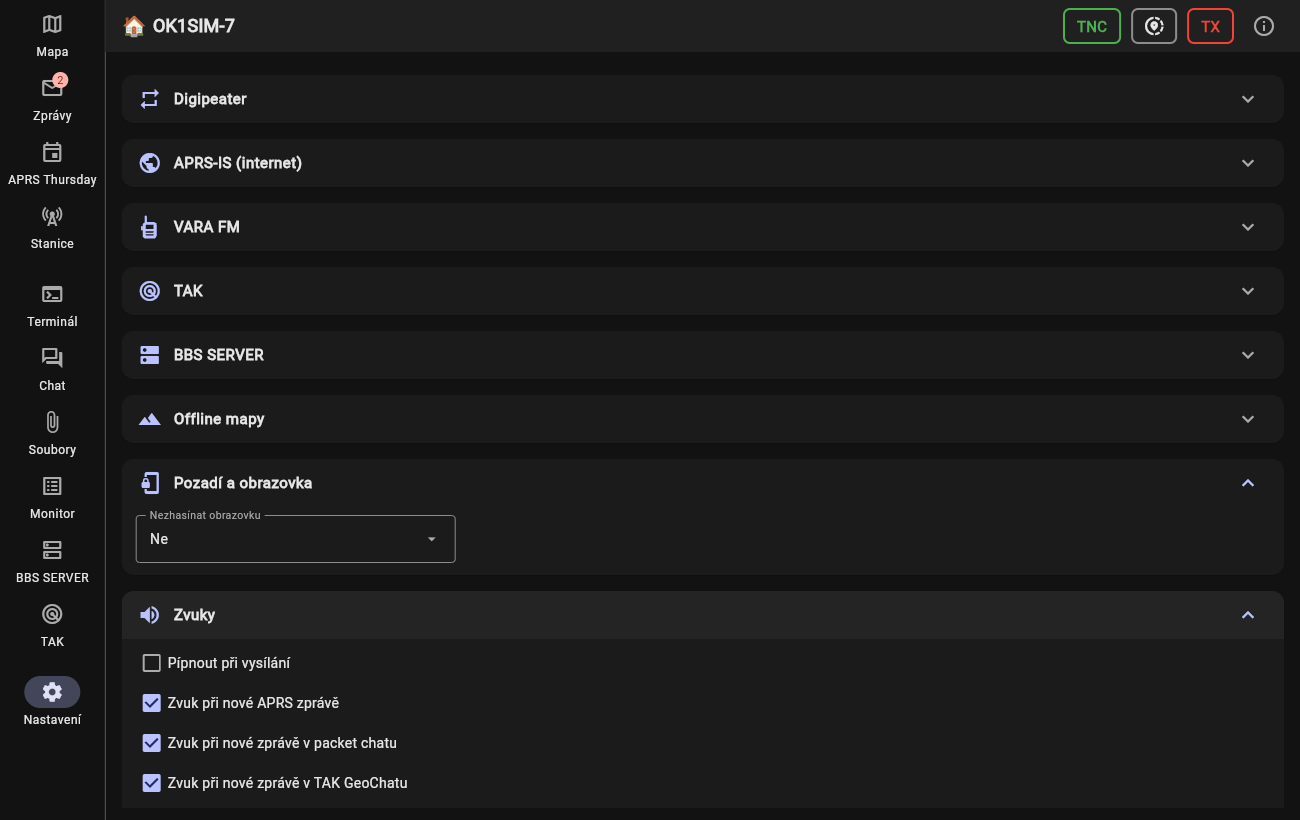 OK1SIM-7
TNC
TX
Mapa
2
Zprávy
APRS Thursday
Stanice
Terminál
Chat
Soubory
Monitor
BBS SERVER
TAK
Nastavení
Digipeater
APRS-IS (internet)
VARA FM
TAK
BBS SERVER
Offline mapy
Pozadí a obrazovka
Nezhasínat obrazovku
Ne
Zvuky
Pípnout při vysílání
Zvuk při nové APRS zprávě
Zvuk při nové zprávě v packet chatu
Zvuk při nové zprávě v TAK GeoChatu